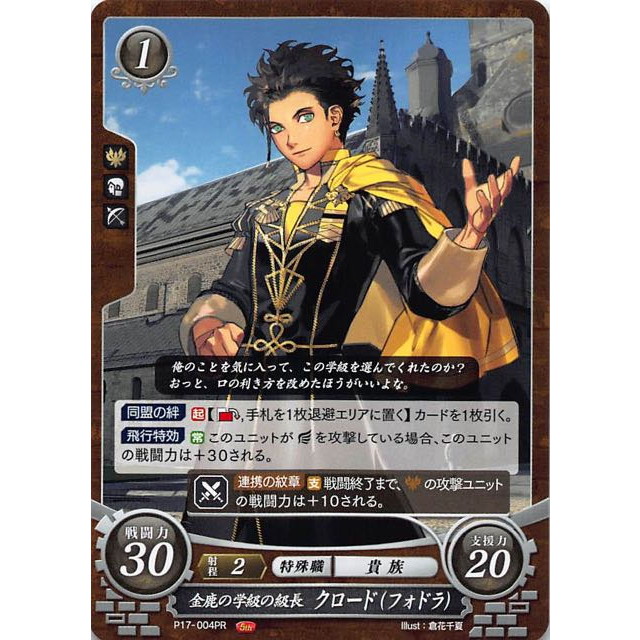 1
俺のことを気に入って、この学級を選んでくれたのか?
おっと、口の利き方を改めたほうがいいよな。
同盟の絆 起 【 ,手札を1枚退避エリアに置く】カードを1枚引く。
飛行特効 常 このユニットが を攻撃している場合、このユニット
の戦闘力は+30される。
連携の紋章 支 戦闘終了まで、 の攻撃ユニット
の戦闘力は+10される。
戦闘力 30 射程 2 特殊職 貴族 支援力 20
金鹿の学級の級長 クロード(フォドラ)
P17-004PR 5th Illust:倉花千夏